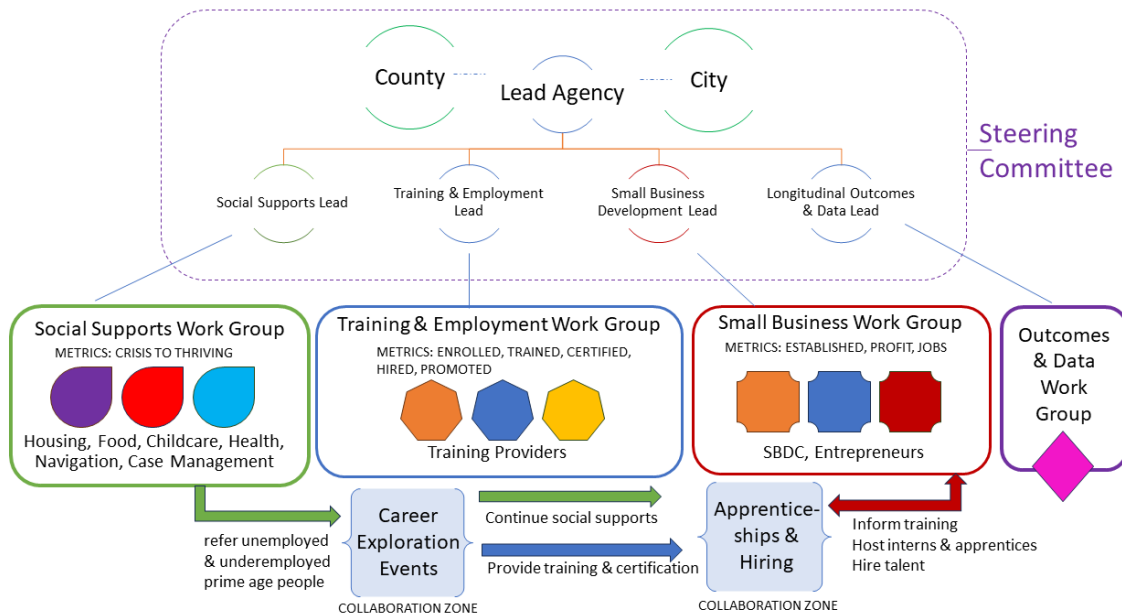 County
Lead Agency
City
Steering
Committee
Social Supports Lead
Training & Employment
Lead
Small Business
Development Lead
Longitudinal Outcomes
& Data Lead
Social Supports Work Group
METRICS: CRISIS TO THRIVING
Housing, Food, Childcare, Health,
Navigation, Case Management
Training & Employment Work Group
METRICS: ENROLLED, TRAINED, CERTIFIED,
HIRED, PROMOTED
Training Providers
Small Business Work Group
METRICS: ESTABLISHED, PROFIT, JOBS
SBDC, Entrepreneurs
Outcomes
& Data
Work
Group
refer unemployed
& underemployed
prime age people
Career
Exploration
Events
COLLABORATION ZONE
Continue social supports
Provide training & certification
Apprentice-
ships &
Hiring
COLLABORATION ZONE
Inform training
Host interns & apprentices
Hire talent